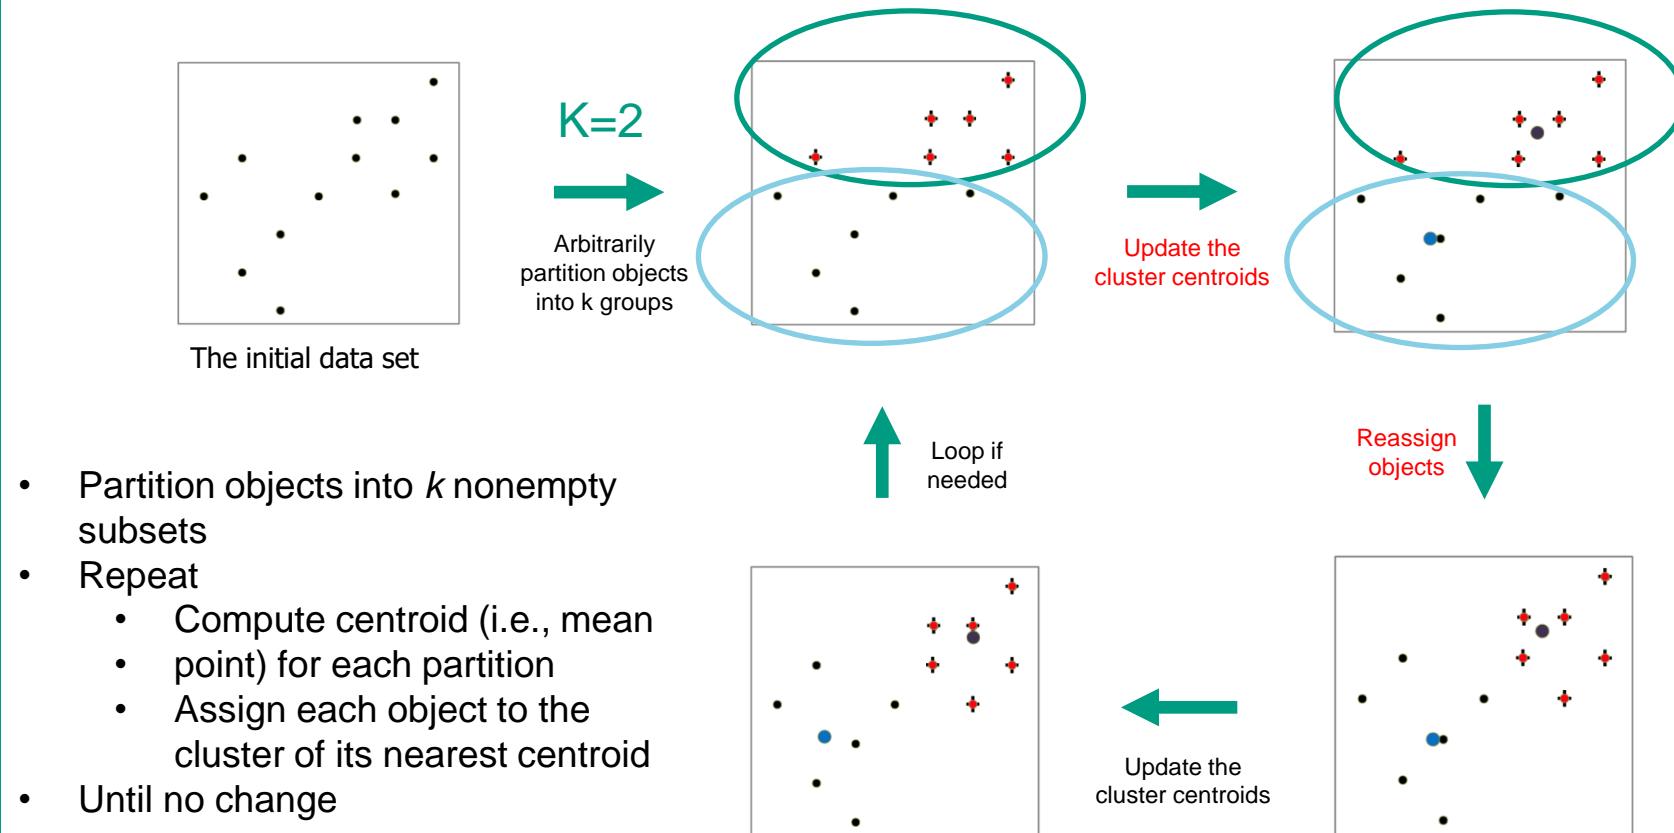 K=2
Arbitrarily
partition objects
into k groups
The initial data set
Update the
cluster centroids
Reassign
objects
Loop if
needed
Update the
cluster centroids
• Partition objects into k nonempty
subsets
• Repeat
• Compute centroid (i.e., mean
• point) for each partition
• Assign each object to the
cluster of its nearest centroid
• Until no change